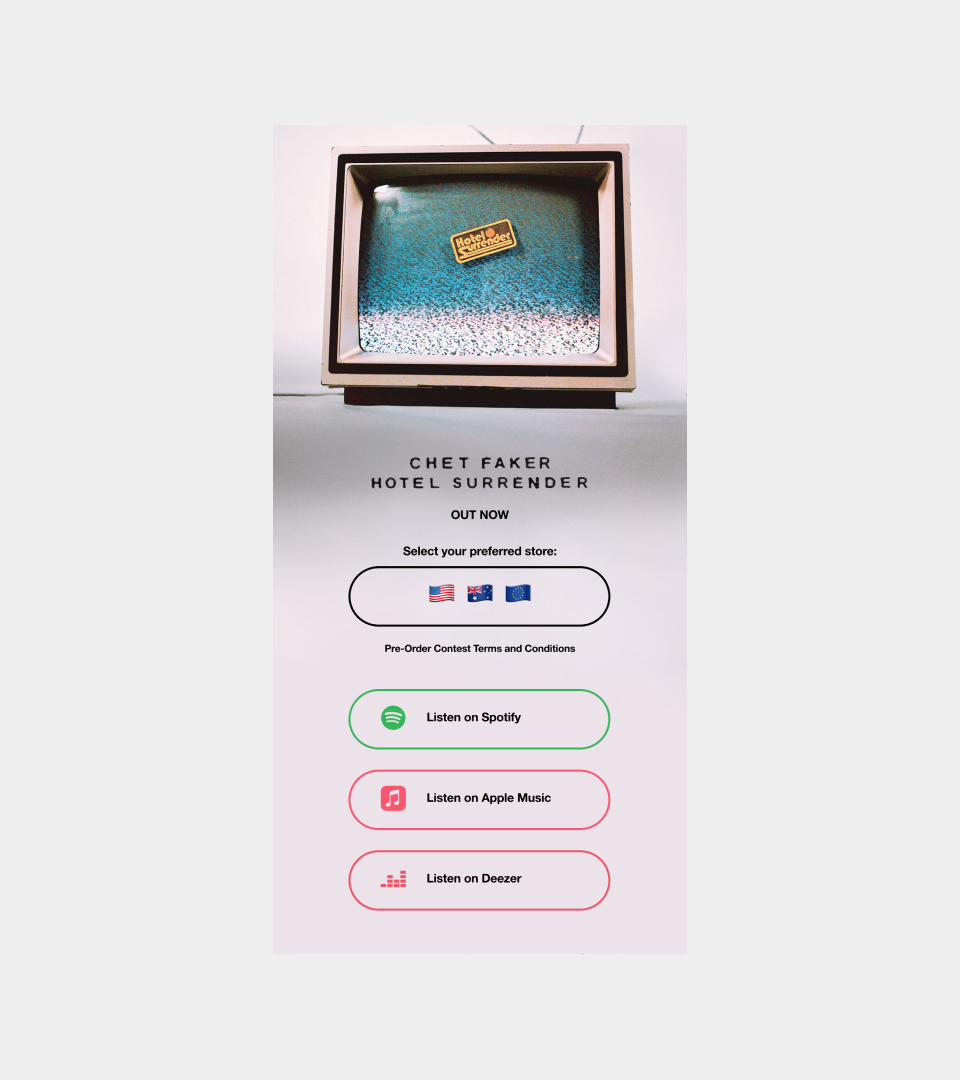 Hotel
Surrender
CHET FAKER
HOTEL SURRENDER
OUT NOW
Select your preferred store:
Pre-Order Contest Terms and Conditions
Listen on Spotify
Listen on Apple Music
Listen on Deezer